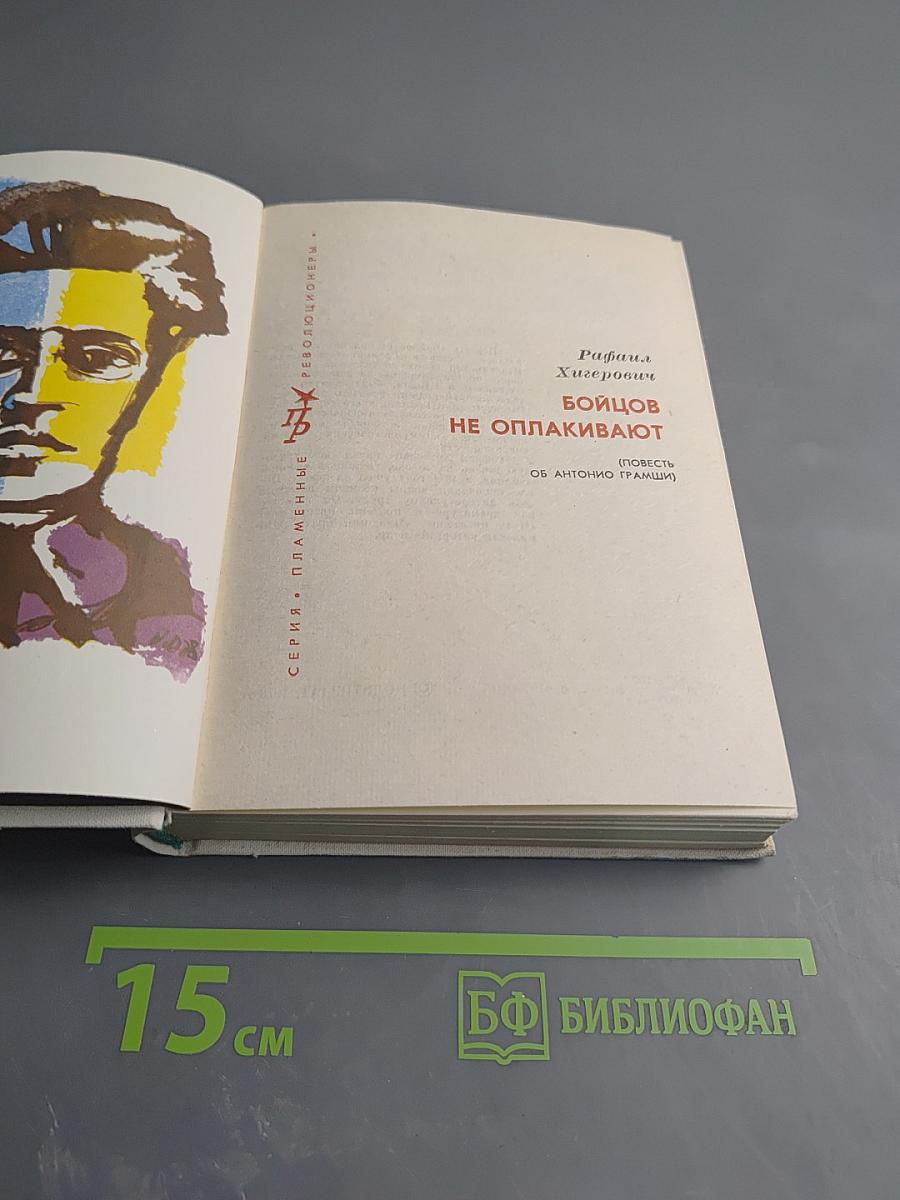 СЕРИЯ • ПЛАМЕННЫЕ ПР РЕВОЛЮЦИОНЕРЫ •
Рафаил
Хигерович
БОЙЦОВ
НЕ ОПЛАКИВАЮТ
(ПОВЕСТЬ
ОБ АНТОНИО ГРАМШИ)
15 см
БФ БИБЛИОФАН